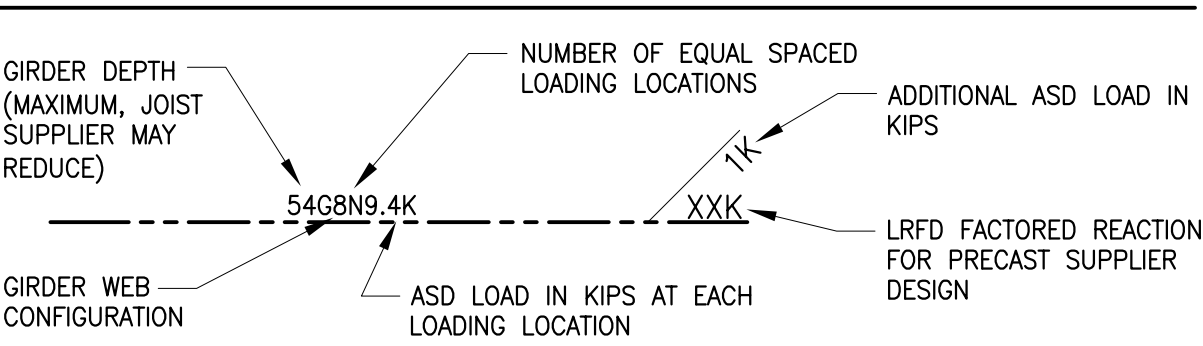 GIRDER DEPTH
(MAXIMUM, JOIST
SUPPLIER MAY
REDUCE)
NUMBER OF EQUAL SPACED
LOADING LOCATIONS
ADDITIONAL ASD LOAD IN
KIPS
1K
54G8N9.4K
XXK
GIRDER WEB
CONFIGURATION
ASD LOAD IN KIPS AT EACH
LOADING LOCATION
LRFD FACTORED REACTION
FOR PRECAST SUPPLIER
DESIGN